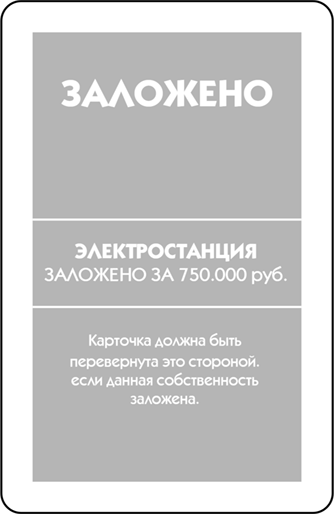 ЗАЛОЖЕНО
ЭЛЕКТРОСТАНЦИЯ
ЗАЛОЖЕНО ЗА 750.000 руб.
Карточка должна быть
перевернута это стороной.
если данная собственность
заложена.